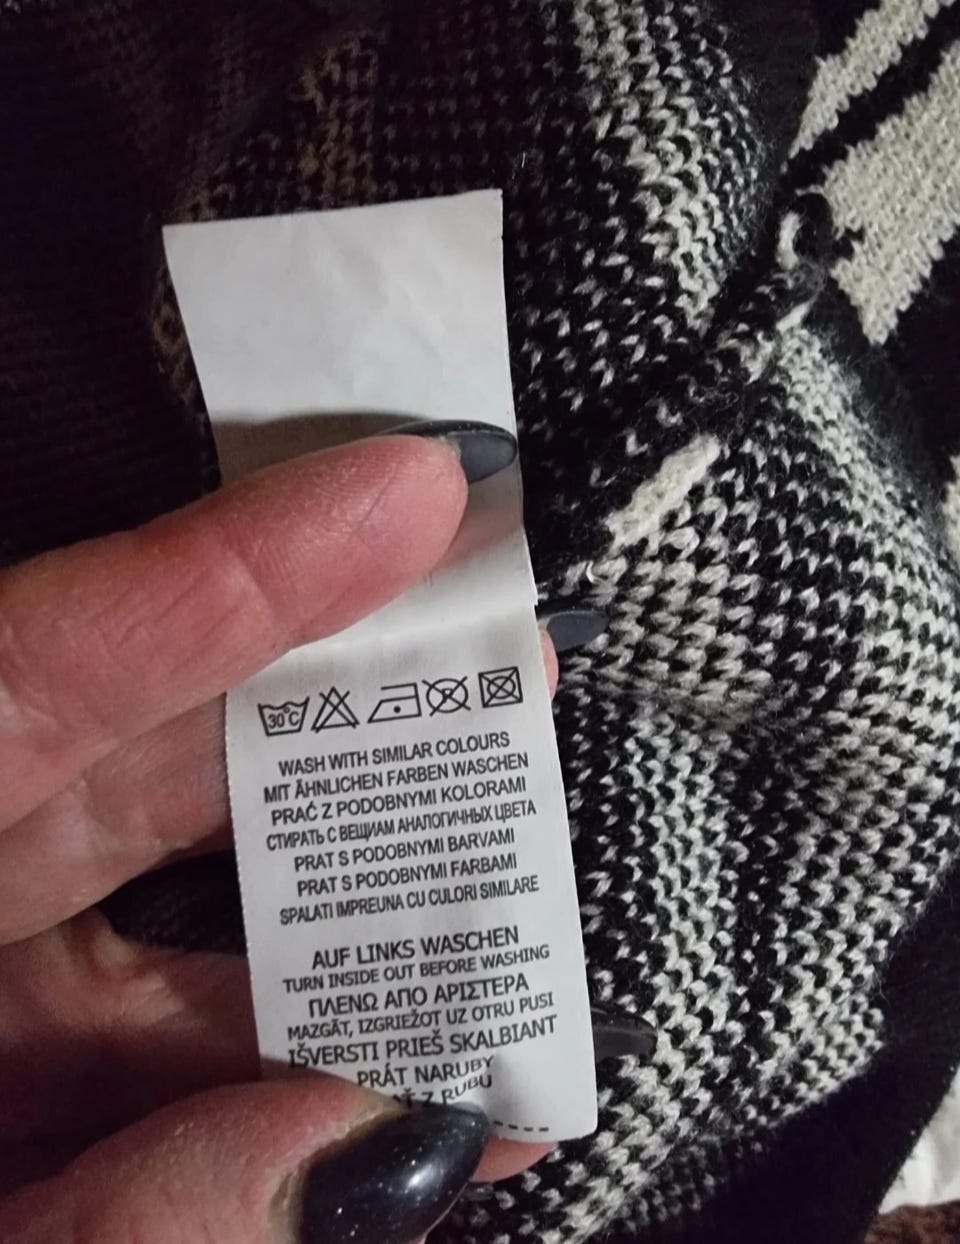 30°C
P
WASH WITH SIMILAR COLOURS
MIT ÄHNLICHEN FARBEN WASCHEN
PRAĆ Z PODOBNYMI KOLORAMI
СТИРАТЬ С ВЕЩИАМ АНАЛОГИЧНЫХ ЦВЕТА
PRAT S PODOBNYMI BARVAMI
PRAT S PODOBNYMI FARBAMI
SPALATI IMPREUNA CU CULORI SIMILARE
AUF LINKS WASCHEN
TURN INSIDE OUT BEFORE WASHING
ΠΛΕΝΩ ΑΠΟ ΑΡΙΣΤΕΡΑ
MAZGĀT, IZGRIEŽOT UZ OTRU PUSI
IŠVERSTI PRIEŠ SKALBIANT
PRÁT NARUBY
Z RUBU